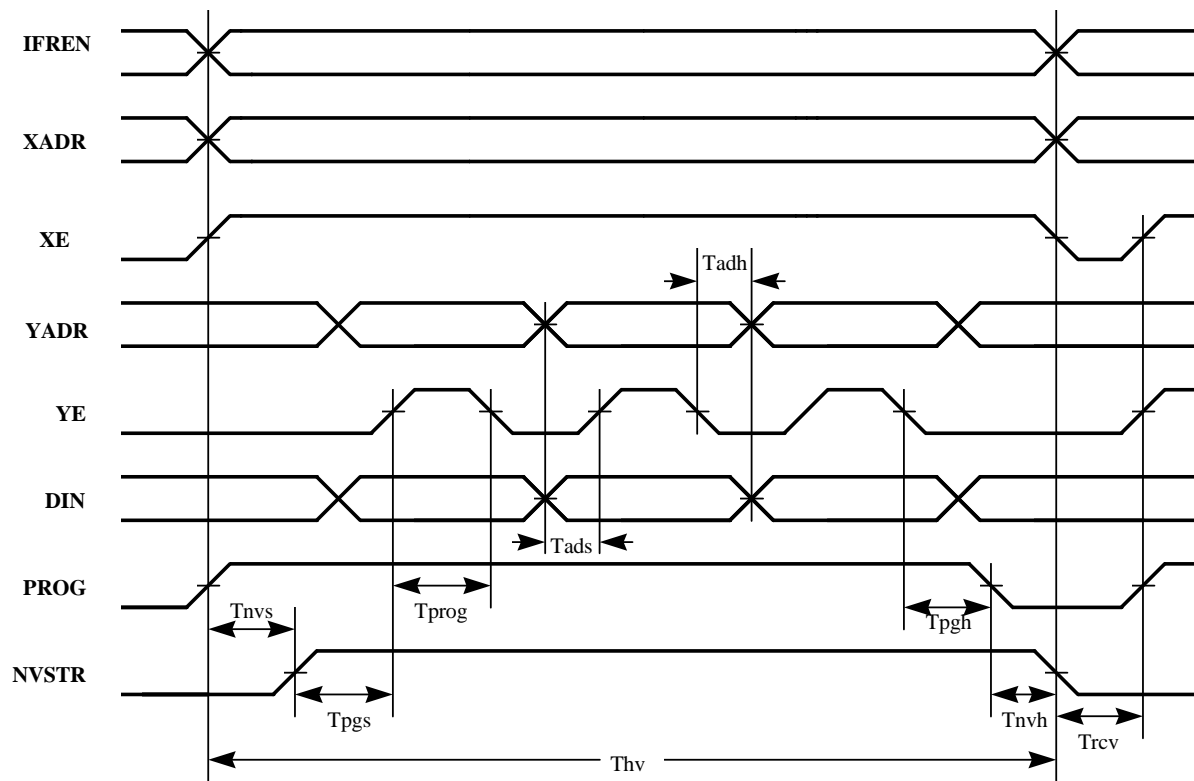 IFREN
XADR
XE
Tadh
YADR
YE
DIN
Tads
PROG
Tnvs
Tprog
Tpgh
NVSTR
Tpgs
Tnvh
Trcv
Thv